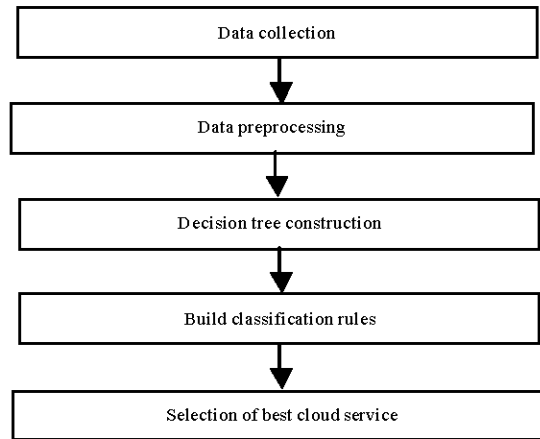 Data collection
Data preprocessing
Decision tree construction
Build classification rules
Selection of best cloud service